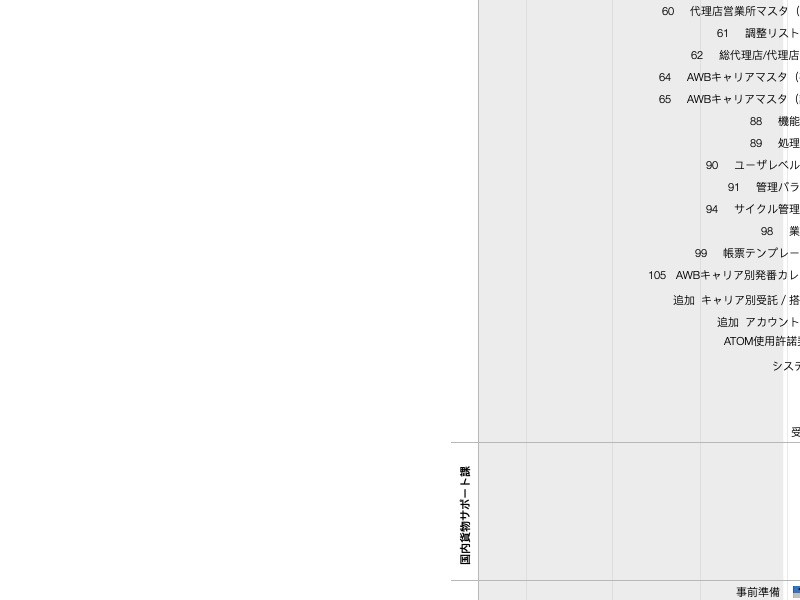 60 代理店営業所マスタ（
61 調整リスト
62 総代理店/代理店
64 AWBキャリアマスタ（
65 AWBキャリアマスタ（
88 機能
89 処理
90 ユーザレベル
91 管理パラ
94 サイクル管理
98 業
99 帳票テンプレー
105 AWBキャリア別発番カレ
追加 キャリア別受託 / 搭
追加 アカウント
ATOM使用許諾
システ
受
国内貨物サポート課
事前準備